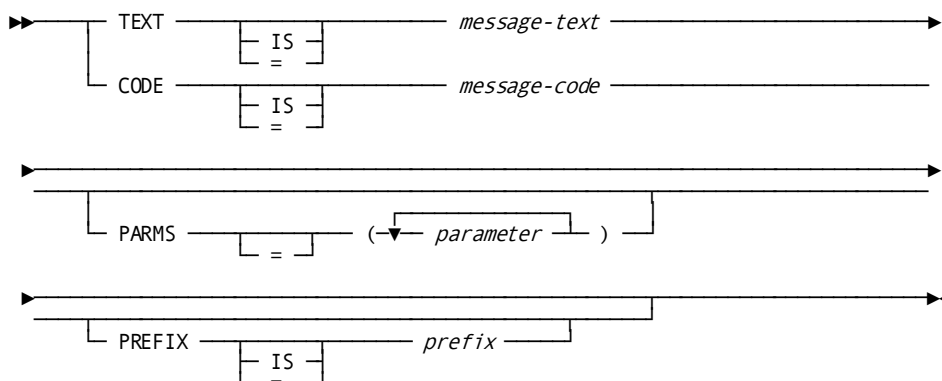 TEXT IS message-text
=
CODE IS message-code
=
PARMS = ( parameter )
PREFIX IS prefix
=